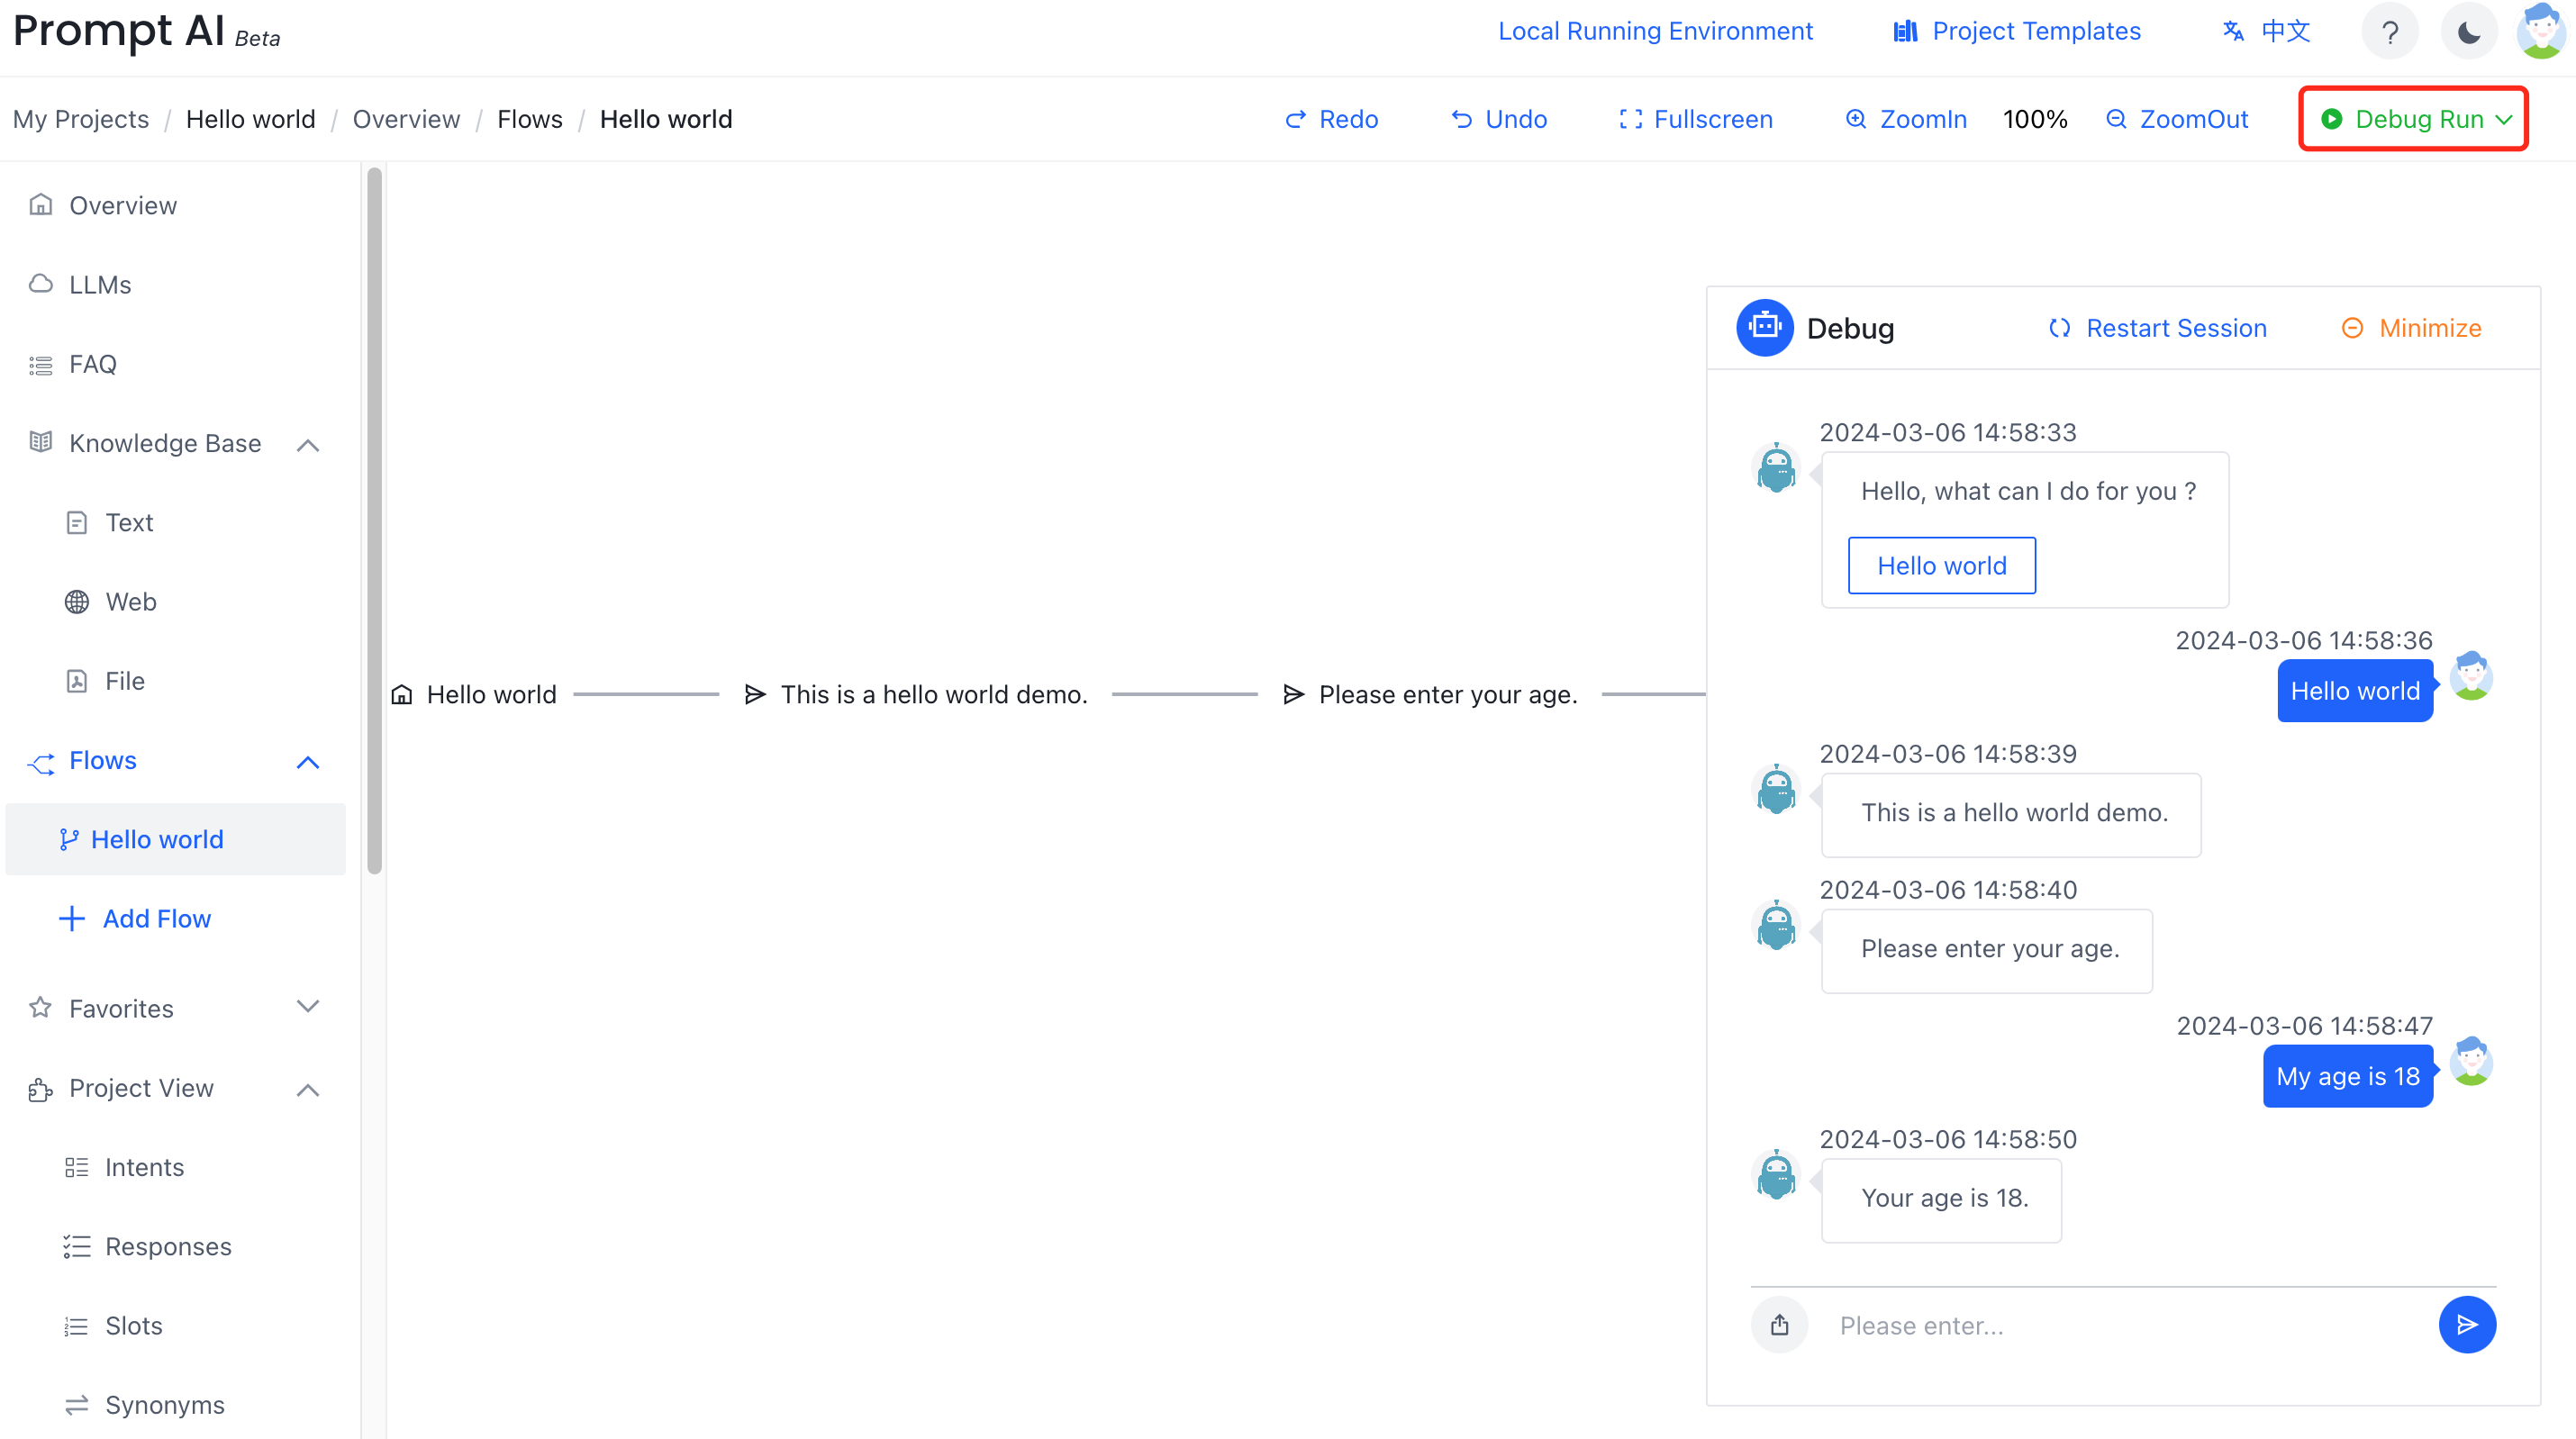 Prompt AI Beta
Local Running Environment
Project Templates
中文
?
My Projects / Hello world / Overview / Flows / Hello world
Redo
Undo
Fullscreen
ZoomIn
100%
ZoomOut
Debug Run
Overview
LLMs
FAQ
Knowledge Base
Text
Web
File
Flows
Hello world
Add Flow
Favorites
Project View
Intents
Responses
Slots
Synonyms
Hello world
This is a hello world demo.
Please enter your age.
Debug
Restart Session
Minimize
2024-03-06 14:58:33
Hello, what can I do for you ?
Hello world
2024-03-06 14:58:36
Hello world
2024-03-06 14:58:39
This is a hello world demo.
2024-03-06 14:58:40
Please enter your age.
2024-03-06 14:58:47
My age is 18
2024-03-06 14:58:50
Your age is 18.
Please enter...